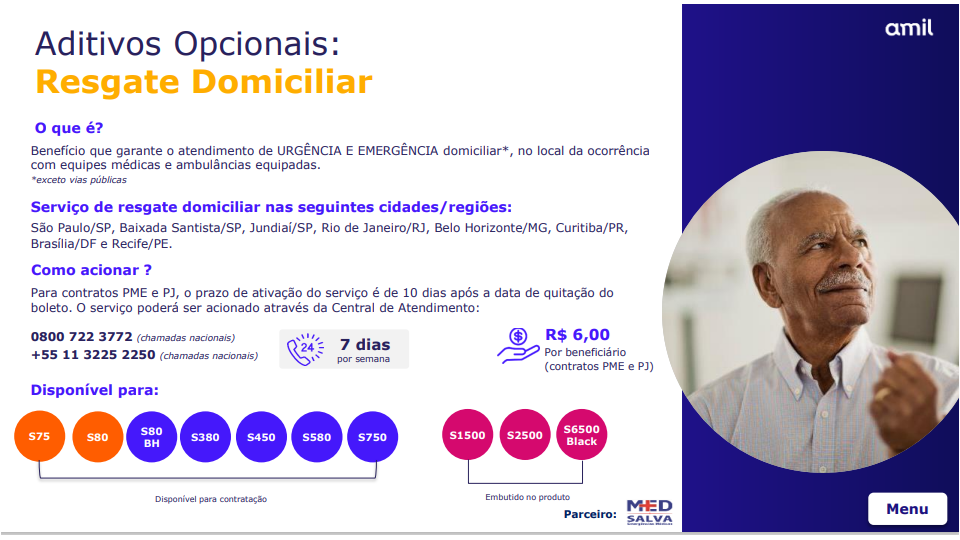 amil
Aditivos Opcionais:
Resgate Domiciliar
O que é?
Benefício que garante o atendimento de URGÊNCIA E EMERGÊNCIA domiciliar*, no local da ocorrência
com equipes médicas e ambulâncias equipadas.
*exceto vias públicas
Serviço de resgate domiciliar nas seguintes cidades/regiões:
São Paulo/SP, Baixada Santista/SP, Jundiaí/SP, Rio de Janeiro/RJ, Belo Horizonte/MG, Curitiba/PR,
Brasília/DF e Recife/PE.
Como acionar ?
Para contratos PME e PJ, o prazo de ativação do serviço é de 10 dias após a data de quitação do
boleto. O serviço poderá ser acionado através da Central de Atendimento:
0800 722 3772 (chamadas nacionais)
+55 11 3225 2250 (chamadas nacionais)
24
7 dias
por semana
$
R$ 6,00
Por beneficiário
(contratos PME e PJ)
Disponível para:
S75
S80
S80
BH
S380
S450
S580
S750
Disponível para contratação
S1500
S2500
S6500
Black
Embutido no produto
Parceiro:
MED
SALVA
Menu